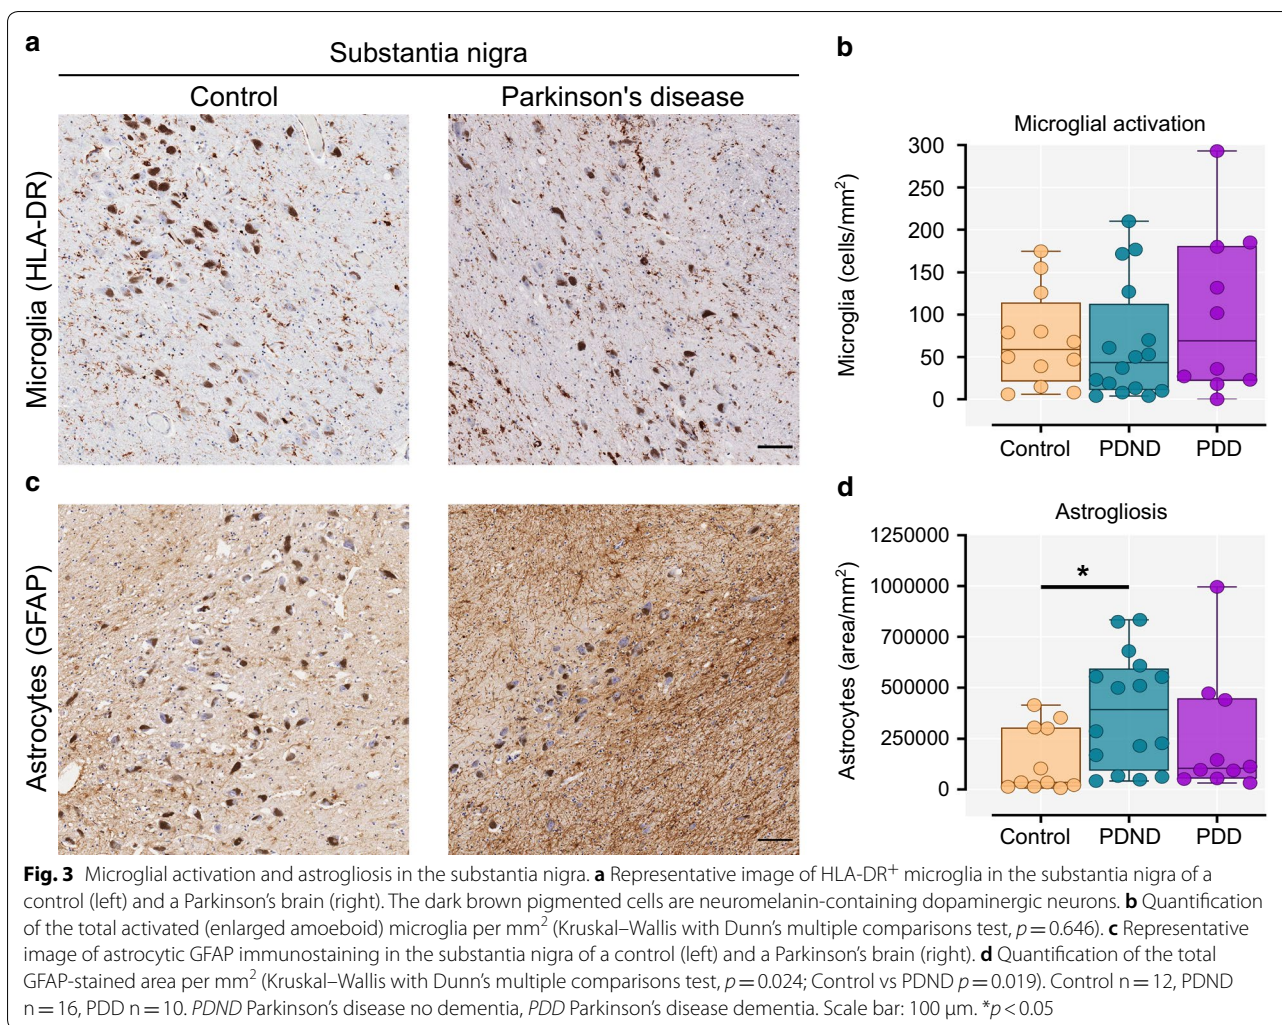 a
Substantia nigra
Control
Parkinson's disease
Microglia (HLA-DR)
b
Microglial activation
Microglia (cells/mm²)
300
250
200
150
100
50
0
Control
PDND
PDD
c
Astrocytes (GFAP)
d
Astrogliosis
Astrocytes (area/mm²)
1250000
1000000
700000
500000
250000
0
*
Control
PDND
PDD
Fig. 3 Microglial activation and astrogliosis in the substantia nigra. a Representative image of HLA-DR⁺ microglia in the substantia nigra of a
control (left) and a Parkinson's brain (right). The dark brown pigmented cells are neuromelanin-containing dopaminergic neurons. b Quantification
of the total activated (enlarged amoeboid) microglia per mm² (Kruskal–Wallis with Dunn's multiple comparisons test, p = 0.646). c Representative
image of astrocytic GFAP immunostaining in the substantia nigra of a control (left) and a Parkinson's brain (right). d Quantification of the total
GFAP-stained area per mm² (Kruskal–Wallis with Dunn's multiple comparisons test, p = 0.024; Control vs PDND p = 0.019). Control n = 12, PDND
n = 16, PDD n = 10. PDND Parkinson's disease no dementia, PDD Parkinson's disease dementia. Scale bar: 100 μm. *p < 0.05